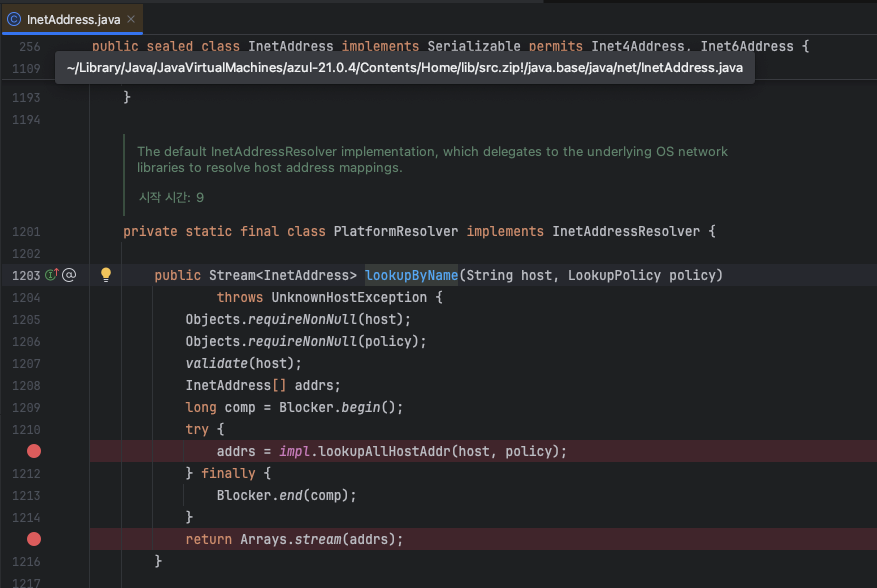 InetAddress.java
256 public sealed class InetAddress implements Serializable permits Inet4Address, Inet6Address {
1109
~/Library/Java/JavaVirtualMachines/azul-21.0.4/Contents/Home/lib/src.zip!/java.base/java/net/InetAddress.java
1193 }
1194
The default InetAddressResolver implementation, which delegates to the underlying OS network
libraries to resolve host address mappings.
시작 시간: 9
1201 private static final class PlatformResolver implements InetAddressResolver {
1202
1203 public Stream<InetAddress> lookupByName(String host, LookupPolicy policy)
1204 throws UnknownHostException {
1205 Objects.requireNonNull(host);
1206 Objects.requireNonNull(policy);
1207 validate(host);
1208 InetAddress[] addrs;
1209 long comp = Blocker.begin();
1210 try {
addrs = impl.lookupAllHostAddr(host, policy);
1212 } finally {
1213 Blocker.end(comp);
1214 }
return Arrays.stream(addrs);
1216 }
1217